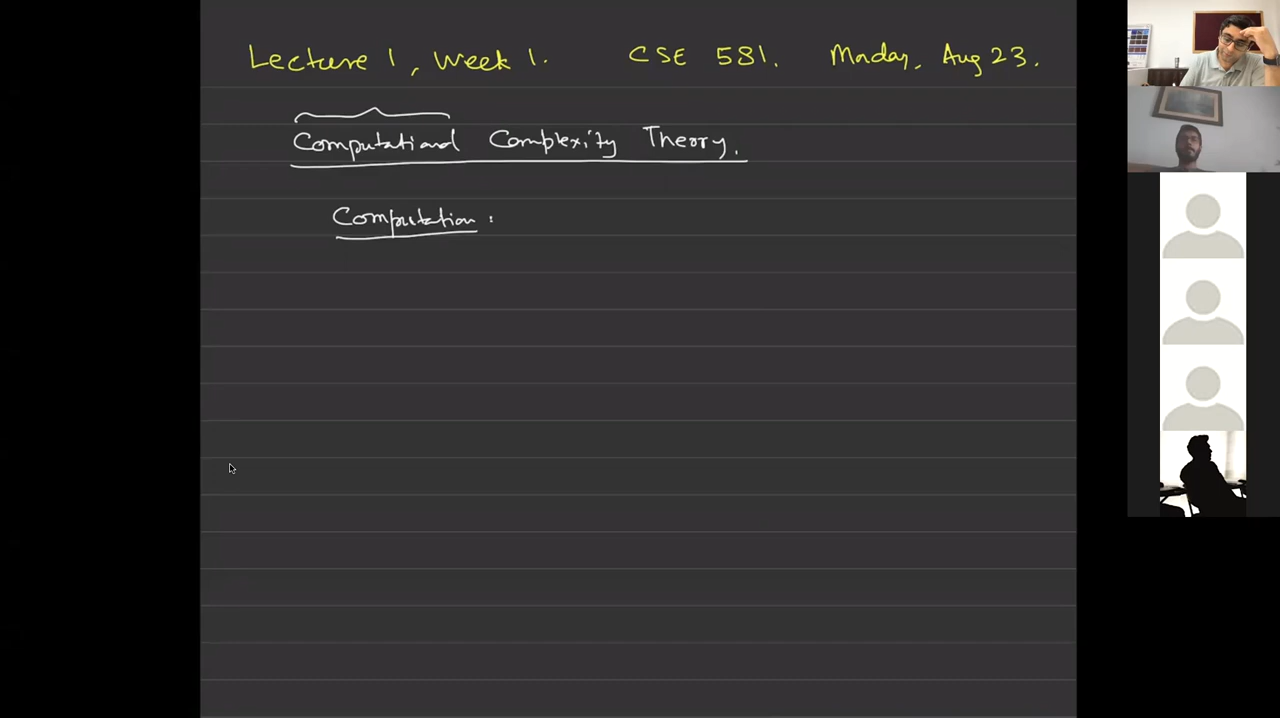 Lecture 1, Week 1. CSE 581. Monday, Aug 23.
Computational Complexity Theory.
Computation: